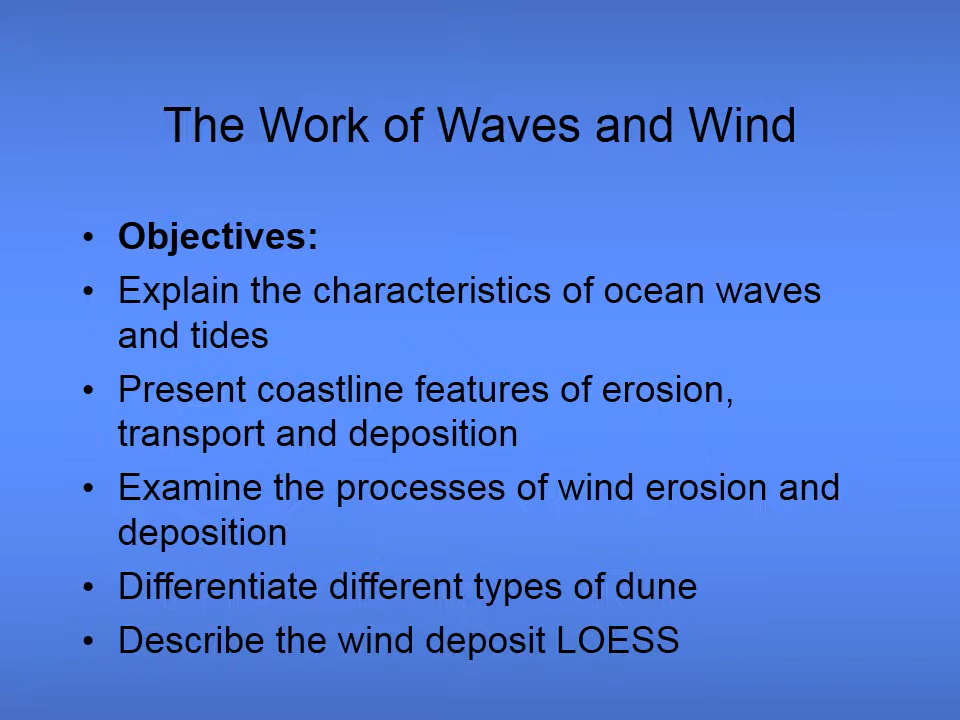 The Work of Waves and Wind
• Objectives:
• Explain the characteristics of ocean waves
and tides
• Present coastline features of erosion,
transport and deposition
• Examine the processes of wind erosion and
deposition
• Differentiate different types of dune
• Describe the wind deposit LOESS